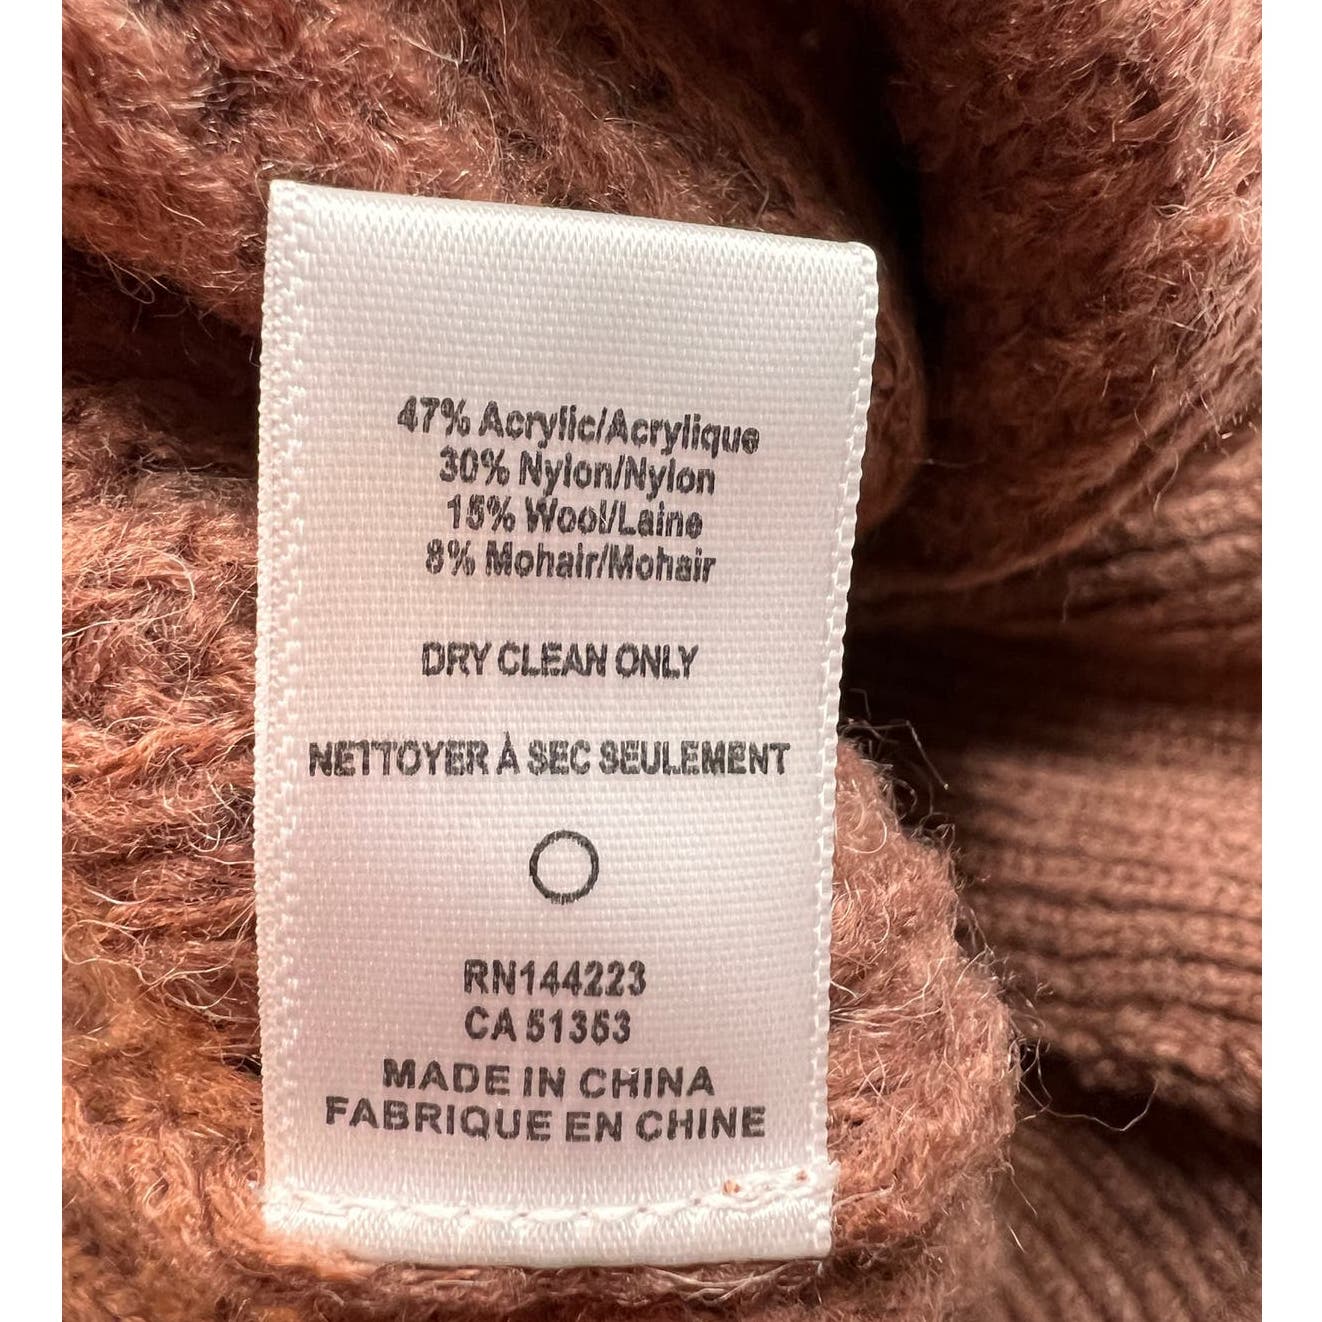 47% Acrylic/Acrylique
30% Nylon/Nylon
15% Wool/Laine
8% Mohair/Mohair
DRY CLEAN ONLY
NETTOYER À SEC SEULEMENT
RN144223
CA 51353
MADE IN CHINA
FABRIQUE EN CHINE